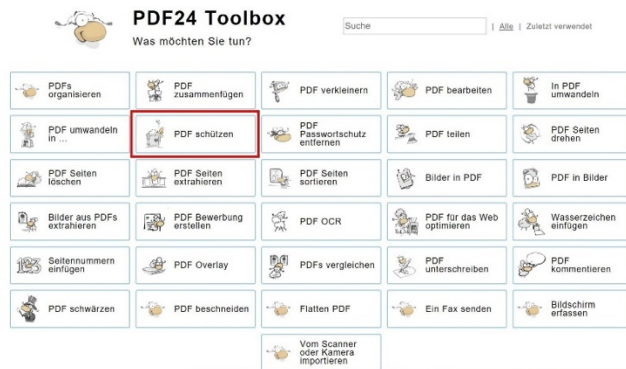 PDF24 Toolbox
Was möchten Sie tun?
Suche
| Alle | Zuletzt verwendet
PDFs
organisieren
PDF
zusammenfügen
PDF verkleinern
PDF bearbeiten
In PDF
umwandeln
PDF umwandeln
in ...
PDF schützen
PDF
Passwortschutz
entfernen
PDF teilen
PDF Seiten
drehen
PDF Seiten
löschen
PDF Seiten
extrahieren
PDF Seiten
sortieren
Bilder in PDF
PDF in Bilder
Bilder aus PDFs
extrahieren
PDF Bewerbung
erstellen
PDF OCR
PDF für das Web
optimieren
Wasserzeichen
einfügen
Seitennummern
einfügen
PDF Overlay
PDFs vergleichen
PDF
unterschreiben
PDF
kommentieren
PDF schwärzen
PDF beschneiden
Flatten PDF
Ein Fax senden
Bildschirm
erfassen
Vom Scanner
oder Kamera
importieren